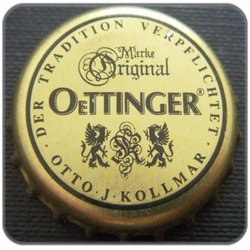 Marke
Original
OeTTINGER®
· DER TRADITION VERPFLICHTET ·
OTTO·J·KOLLMAR